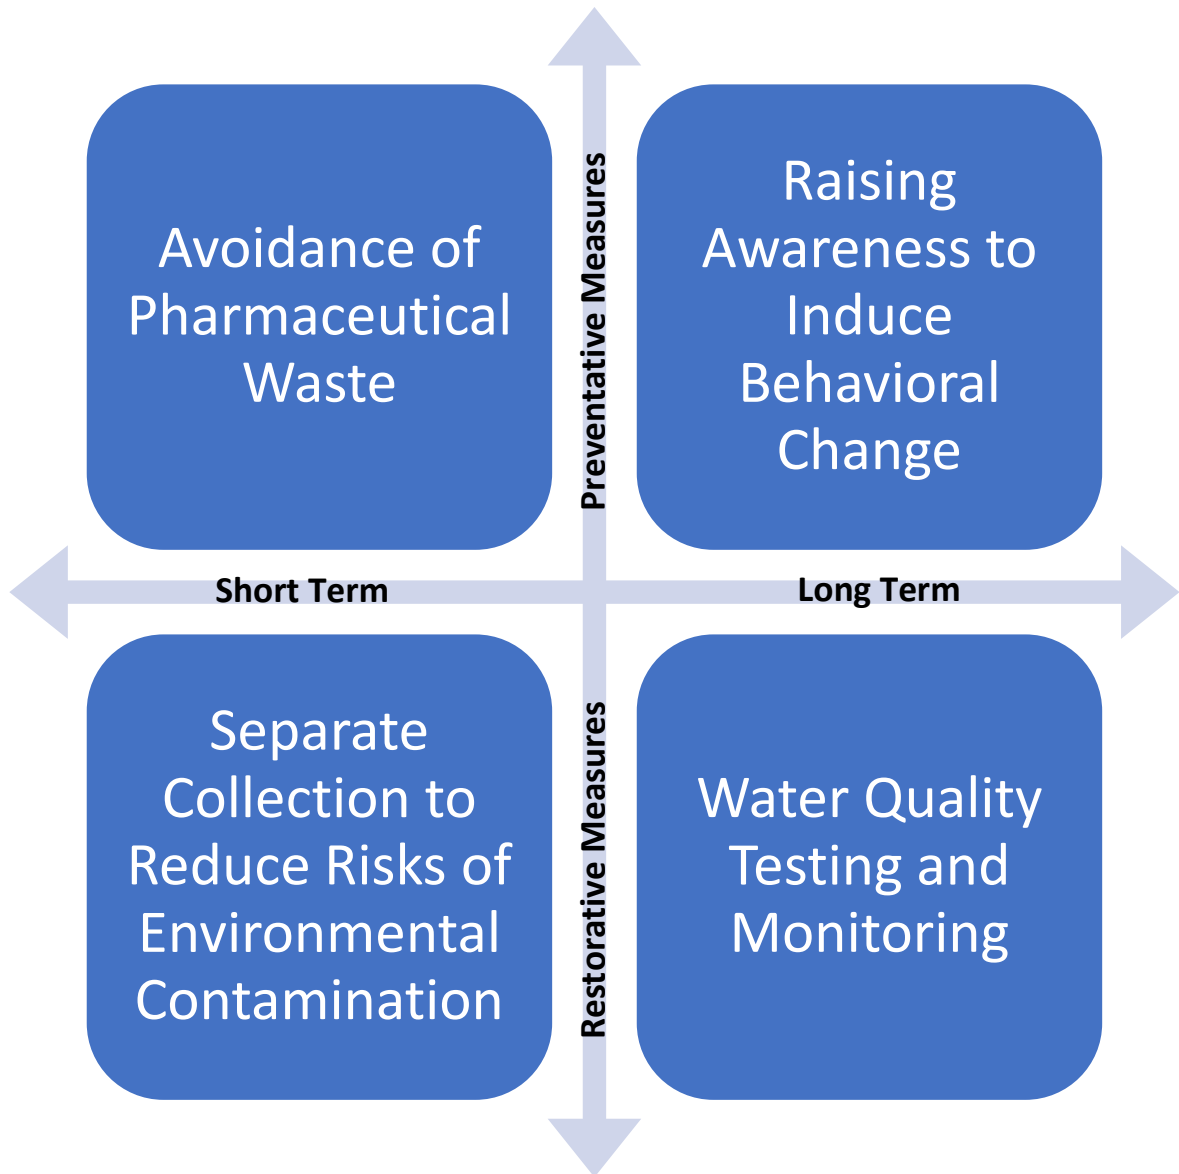 Avoidance of
Pharmaceutical
Waste
Preventative Measures
Raising
Awareness to
Induce
Behavioral
Change
Short Term
Long Term
Separate
Collection to
Reduce Risks of
Environmental
Contamination
Restorative Measures
Water Quality
Testing and
Monitoring